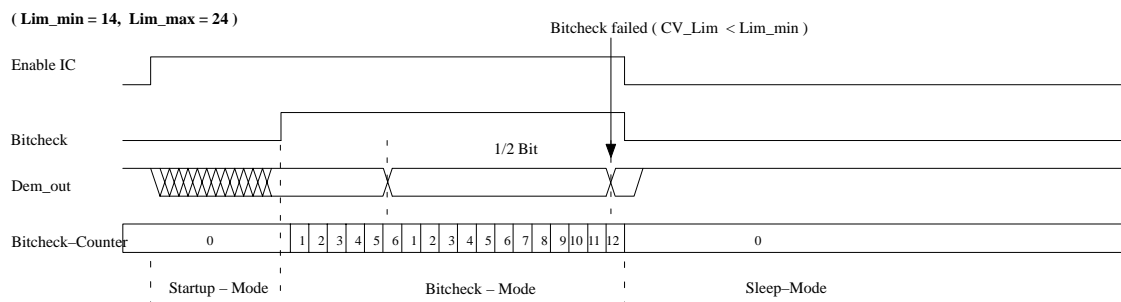 ( Lim_min = 14, Lim_max = 24 )
Bitcheck failed ( CV_Lim < Lim_min )
Enable IC
Bitcheck
1/2 Bit
Dem_out
Bitcheck–Counter 0 1 2 3 4 5 6 1 2 3 4 5 6 7 8 9 10 11 12 0
Startup – Mode Bitcheck – Mode Sleep–Mode